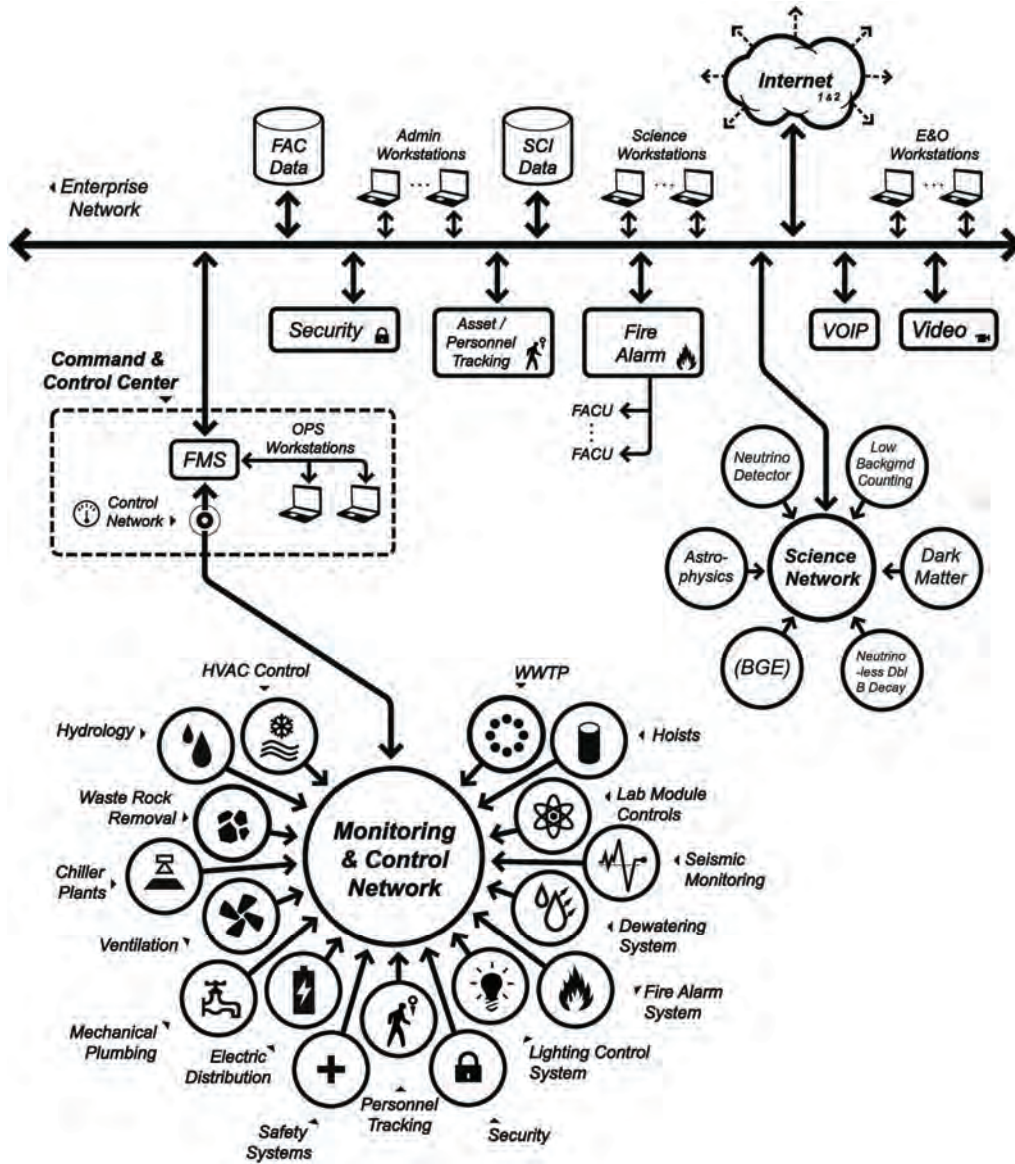 Internet
1 & 2
FAC
Data
Admin
Workstations
SCI
Data
Science
Workstations
E&O
Workstations
Enterprise
Network
Security
Asset /
Personnel
Tracking
Fire
Alarm
VOIP
Video
FACU
FACU
Command &
Control Center
OPS
Workstations
FMS
Control
Network
Neutrino
Detector
Low
Backgrnd
Counting
Astro-
physics
Science
Network
Dark
Matter
(BGE)
Neutrino
-less Dbl
B Decay
HVAC Control
WWTP
Hydrology
Hoists
Waste Rock
Removal
Lab Module
Controls
Monitoring
& Control
Network
Chiller
Plants
Seismic
Monitoring
Ventilation
Dewatering
System
Mechanical
Plumbing
Fire Alarm
System
Electric
Distribution
Lighting Control
System
Safety
Systems
Personnel
Tracking
Security